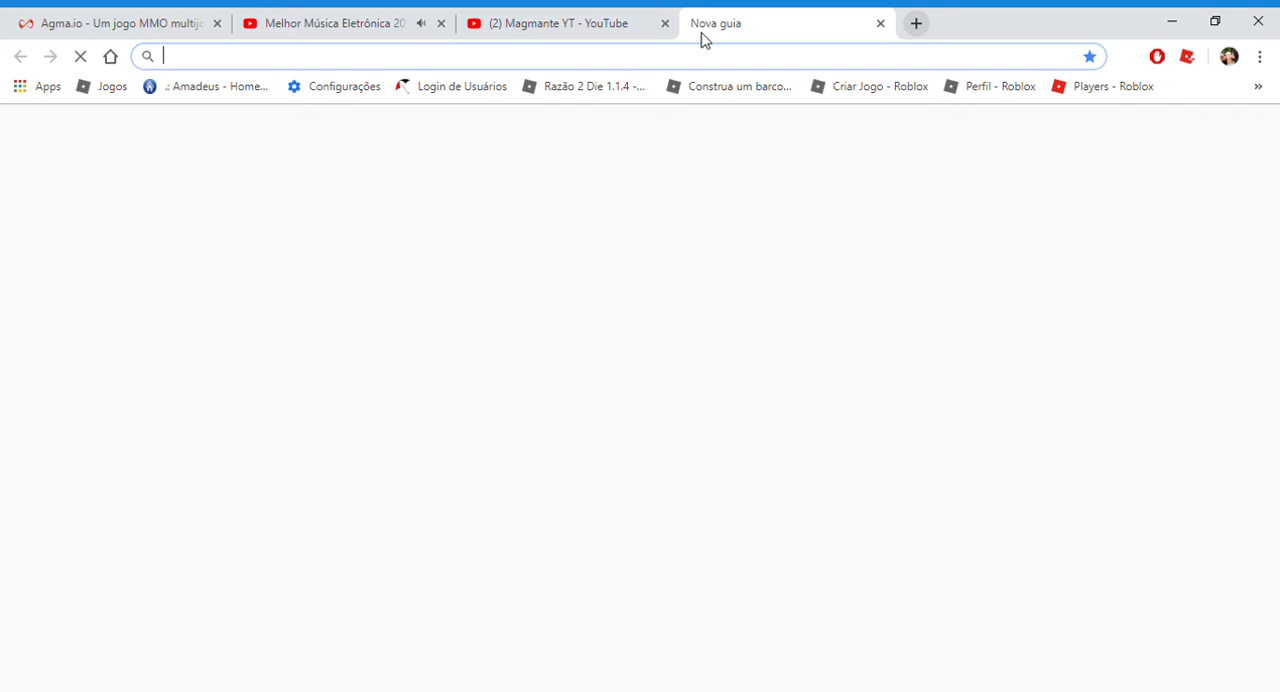 Agma.io - Um jogo MMO multijo
Melhor Música Eletrônica 20
(2) Magmante YT - YouTube
Nova guia
Apps
Jogos
.: Amadeus - Home...
Configurações
Login de Usuários
Razão 2 Die 1.1.4 -...
Construa um barco...
Criar Jogo - Roblox
Perfil - Roblox
Players - Roblox